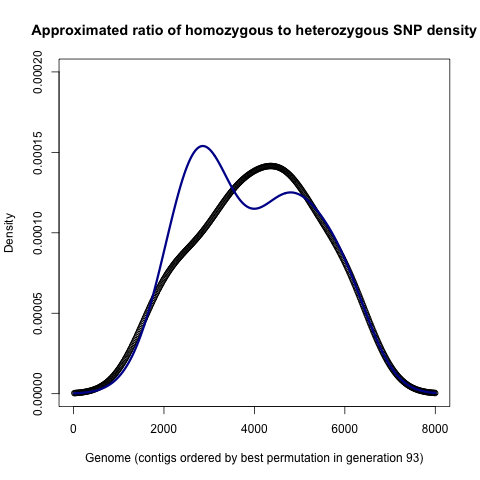 Approximated ratio of homozygous to heterozygous SNP density
0.00020
0.00015
0.00010
0.00005
0.00000
Density
0 2000 4000 6000 8000
Genome (contigs ordered by best permutation in generation 93)